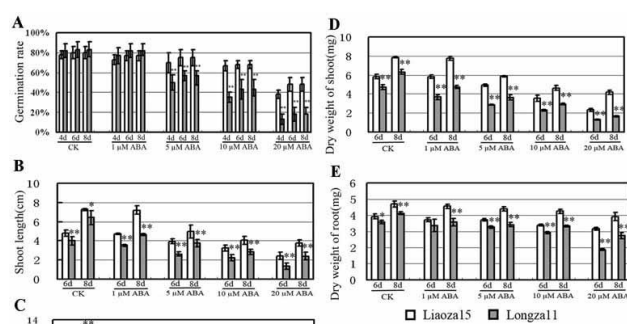 A
Germination rate
100%
80%
60%
40%
20%
0%
** ** ** ** ** ** ** ** **
4d 6d 8d 4d 6d 8d 4d 6d 8d 4d 6d 8d 4d 6d 8d
CK 1 μM ABA 5 μM ABA 10 μM ABA 20 μM ABA
B
Shoot length(cm)
10
8
6
4
2
0
** * ** ** ** ** ** ** ** **
6d 8d 6d 8d 6d 8d 6d 8d 6d 8d
CK 1 μM ABA 5 μM ABA 10 μM ABA 20 μM ABA
C
14
**
D
Dry weight of shoot(mg)
10
8
6
4
2
0
** ** ** ** ** ** ** ** ** **
6d 8d 6d 8d 6d 8d 6d 8d 6d 8d
CK 1 μM ABA 5 μM ABA 10 μM ABA 20 μM ABA
E
Dry weight of root(mg)
6
5
4
3
2
1
0
* ** ** ** ** ** ** ** **
6d 8d 6d 8d 6d 8d 6d 8d 6d 8d
CK 1 μM ABA 5 μM ABA 10 μM ABA 20 μM ABA
Liaoza15 Longza11